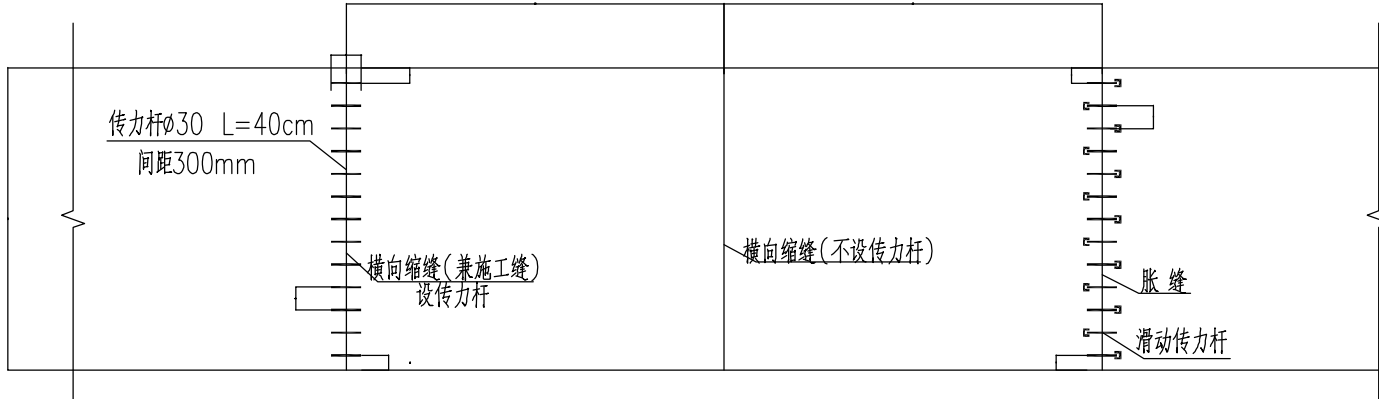 传力杆ø30 L=40cm
间距300mm
横向缩缝(兼施工缝)
设传力杆
横向缩缝(不设传力杆)
胀缝
滑动传力杆